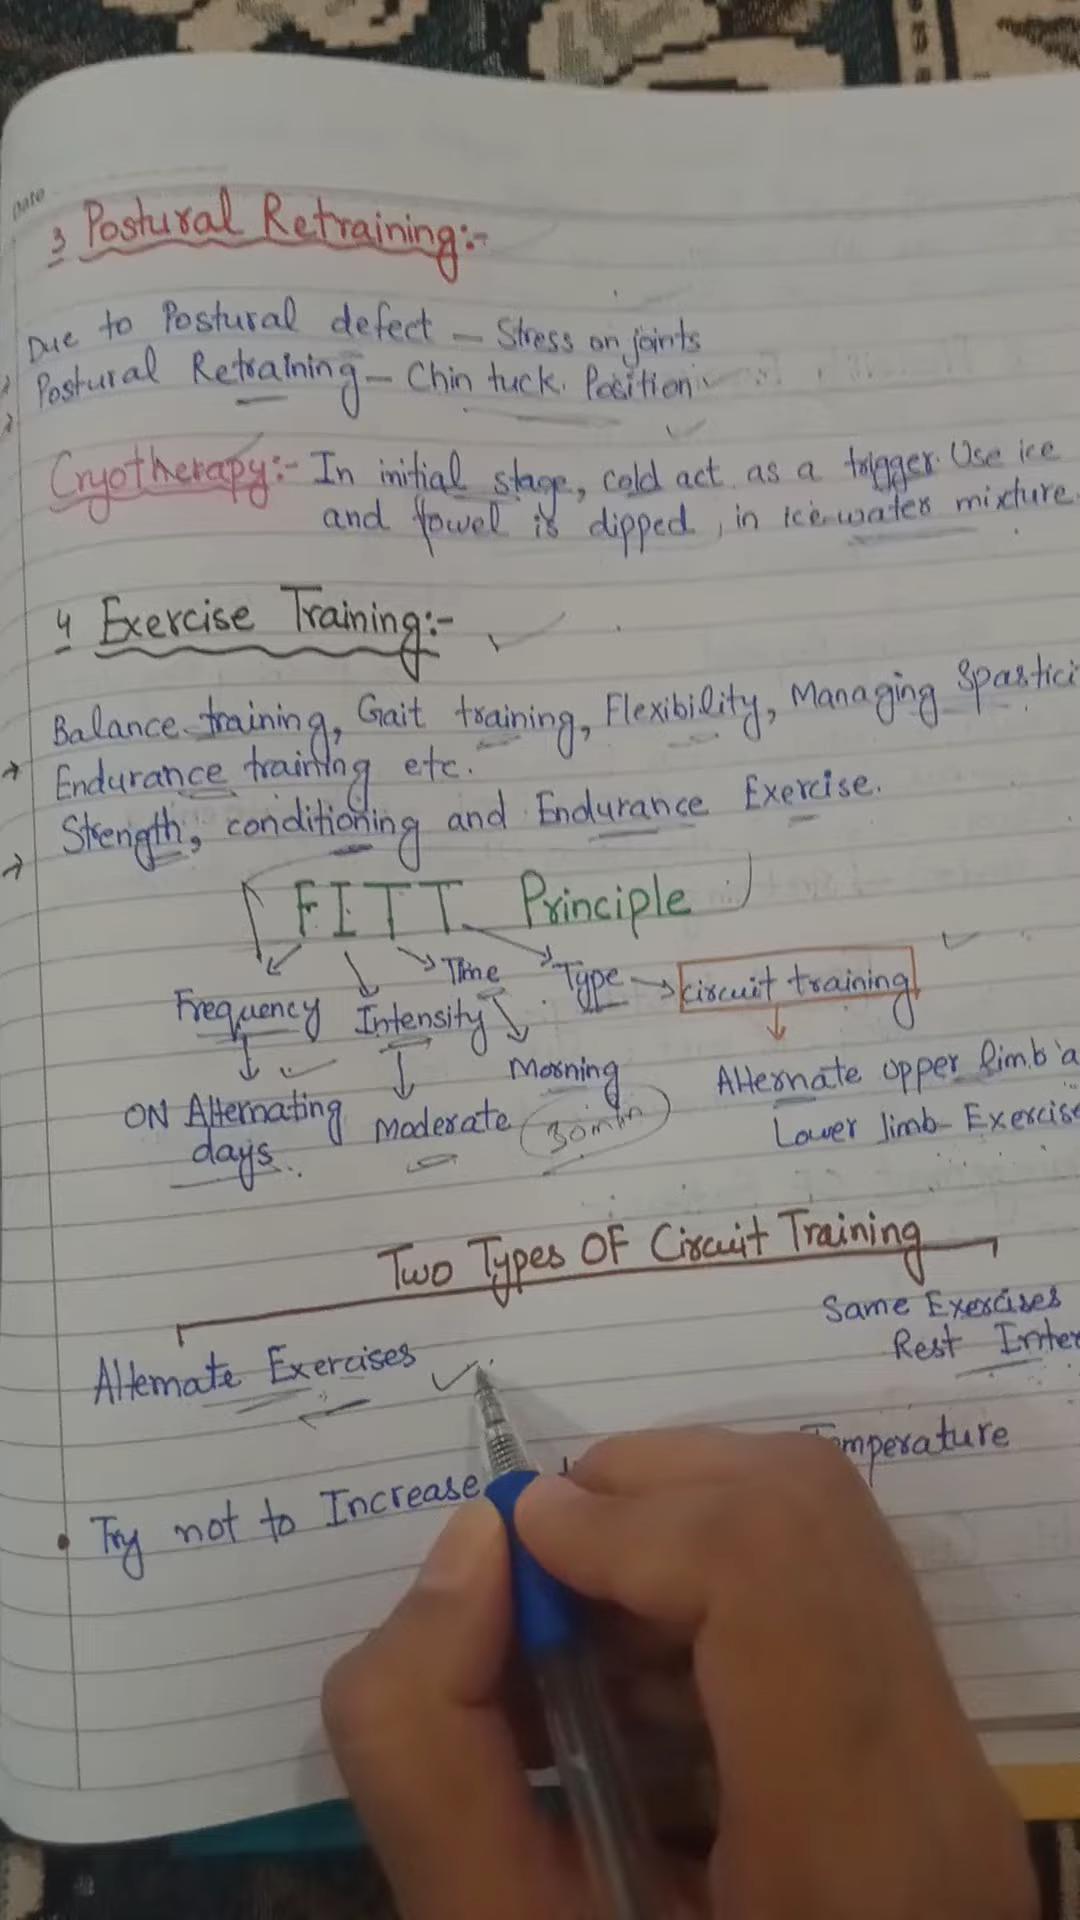 Date
3 Postural Retraining:-
Due to Postural defect – Stress on joints
Postural Retraining – Chin tuck. Position
Cryotherapy:- In initial stage, cold act as a trigger. Use ice
and towel is dipped, in ice water mixture.
4 Exercise Training:-
Balance training, Gait training, Flexibility, Managing Spastici
→ Endurance training etc.
→ Strength, conditioning and Endurance Exercise.
FITT Principle
Frequency Intensity Time Type → circuit training
ON Alternating days. Moderate Morning 30min Alternate upper limb
Lower limb Exercise
Two Types OF Circuit Training
Alternate Exercises Same Exercises
Rest Inter
• Try not to Increase Temperature